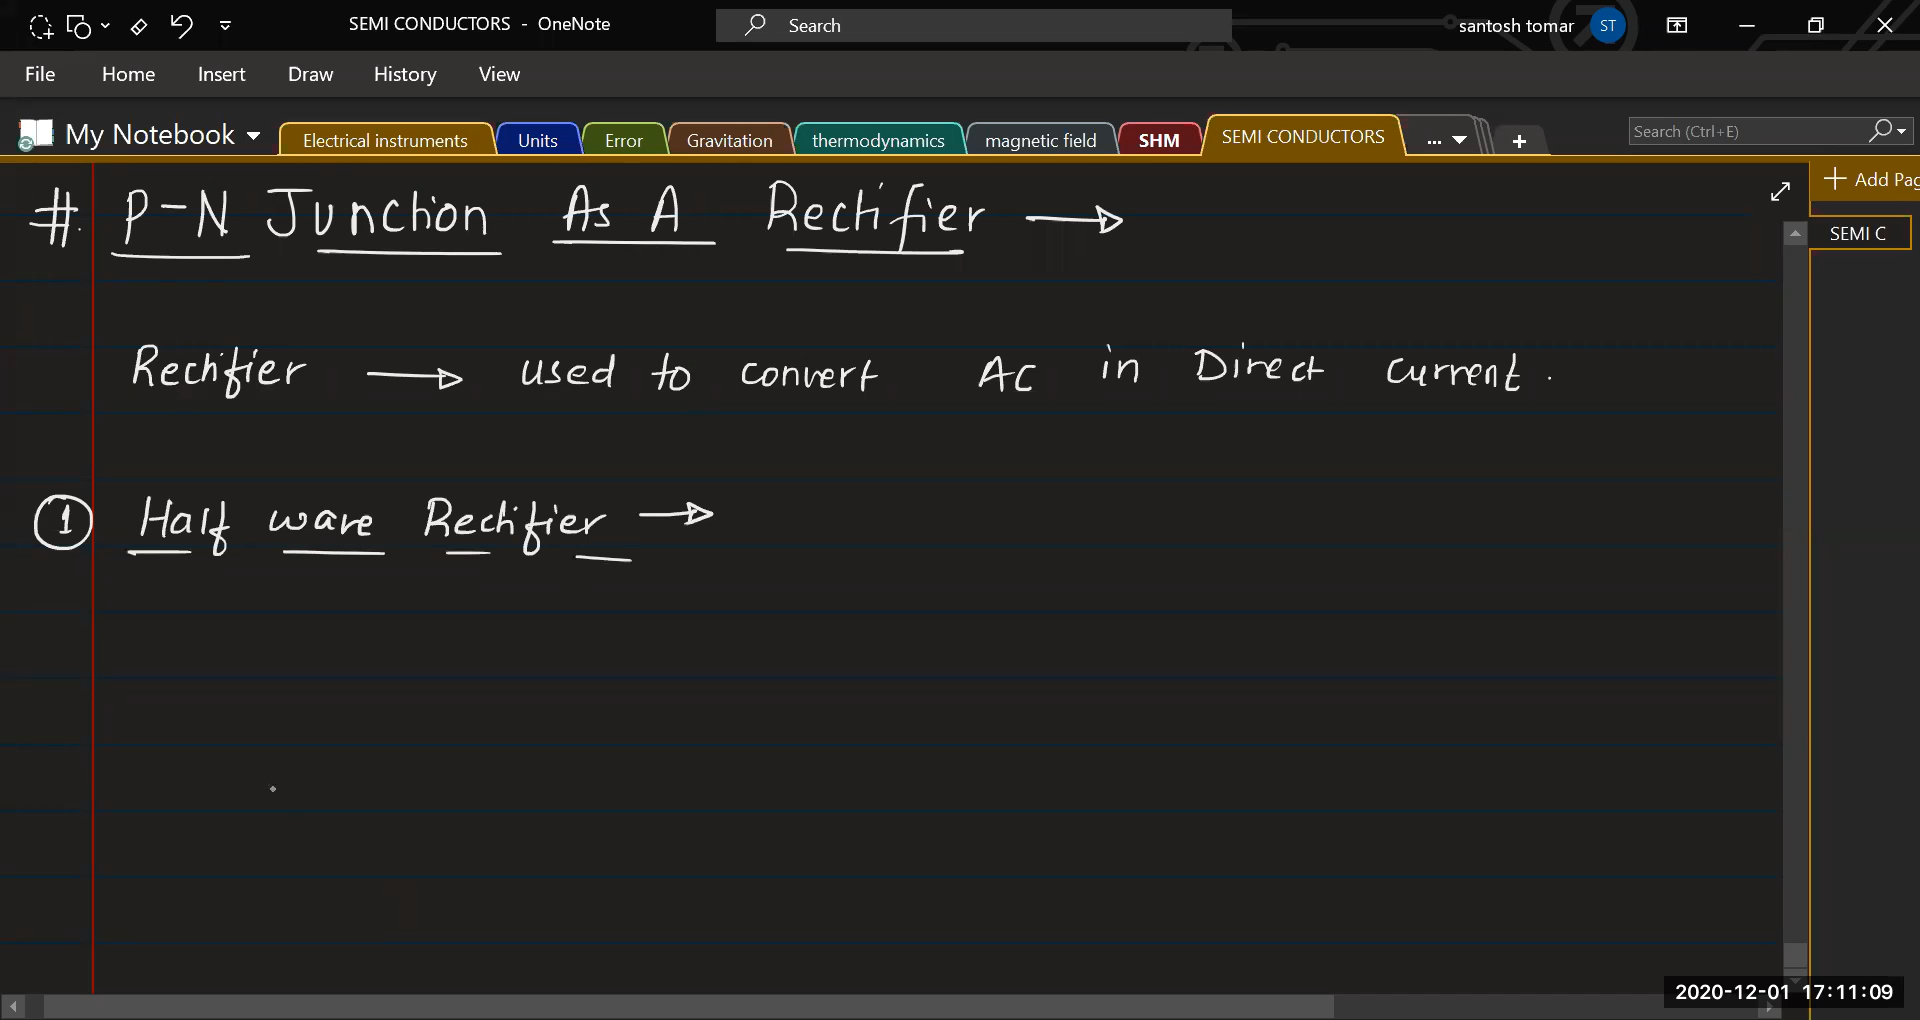 SEMI CONDUCTORS - OneNote
Search
santosh tomar ST
File Home Insert Draw History View
My Notebook
Electrical instruments Units Error Gravitation thermodynamics magnetic field SHM SEMI CONDUCTORS ... +
Search (Ctrl+E)
+ Add Pag
SEMI C
# P-N Junction As A Rectifier →
Rectifier → used to convert AC in Direct current.
① Half wave Rectifier →
2020-12-01 17:11:09